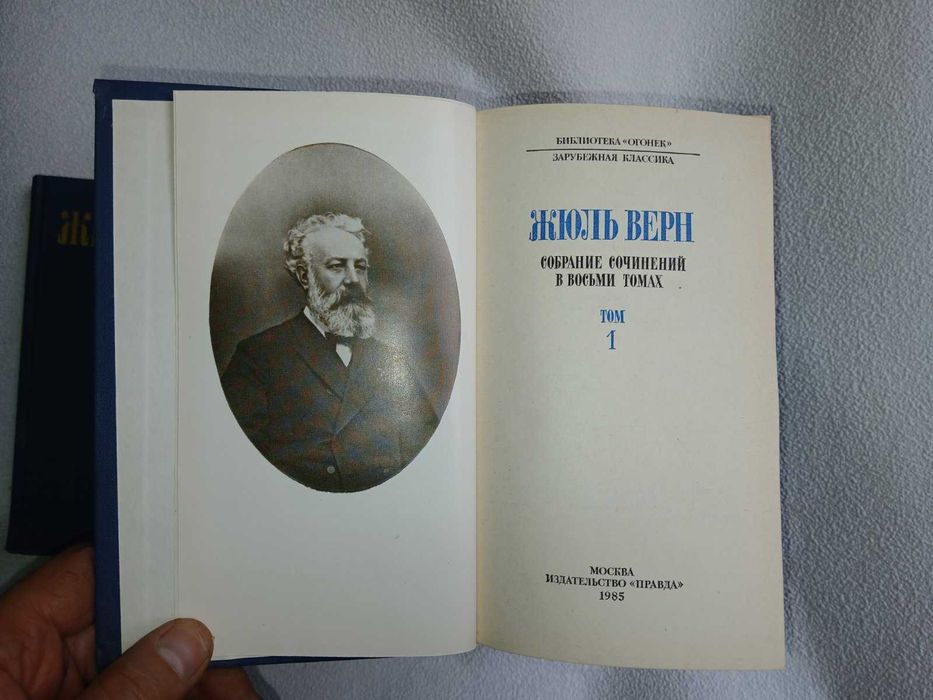 Ж
БИБЛИОТЕКА «ОГОНЕК»
ЗАРУБЕЖНАЯ КЛАССИКА
ЖЮЛЬ ВЕРН
СОБРАНИЕ СОЧИНЕНИЙ
В ВОСЬМИ ТОМАХ
ТОМ
1
МОСКВА
ИЗДАТЕЛЬСТВО «ПРАВДА»
1985